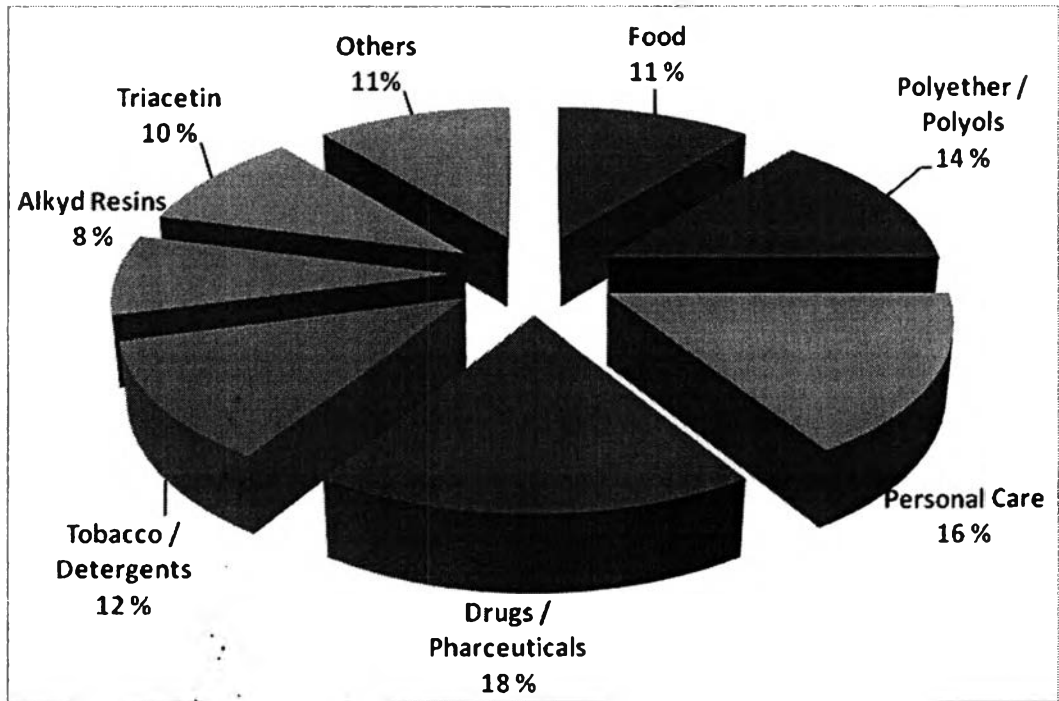 Food
11 %
Polyether /
Polyols
14 %
Personal Care
16 %
Drugs /
Pharceuticals
18 %
Tobacco /
Detergents
12 %
Alkyd Resins
8 %
Triacetin
10 %
Others
11%